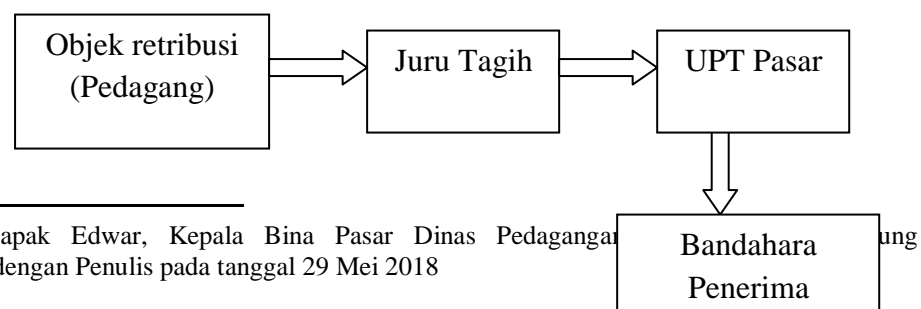 Objek retribusi
(Pedagang)
Juru Tagih
UPT Pasar
apak Edwar, Kepala Bina Pasar Dinas
dengan Penulis pada tanggal 29 Mei 2018
Bandahara
Penerima